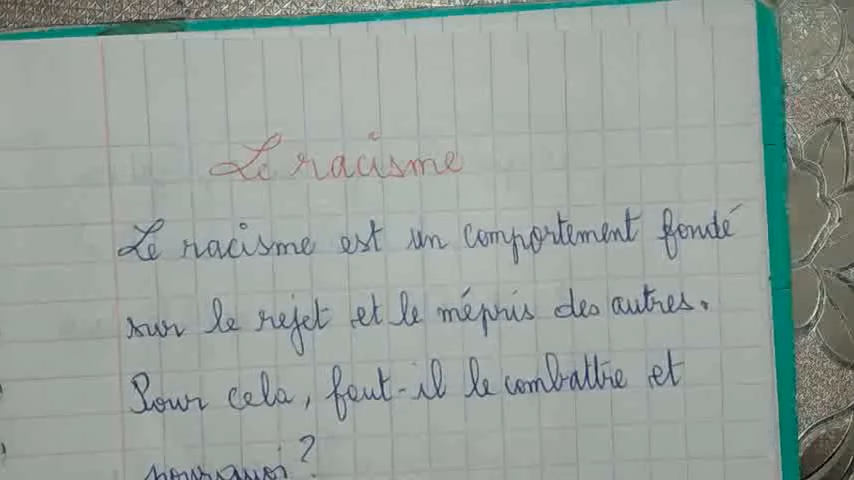 Le racisme
Le racisme est un comportement fondé
sur le rejet et le mépris des autres.
Pour cela, faut-il le combattre et
pourquoi?